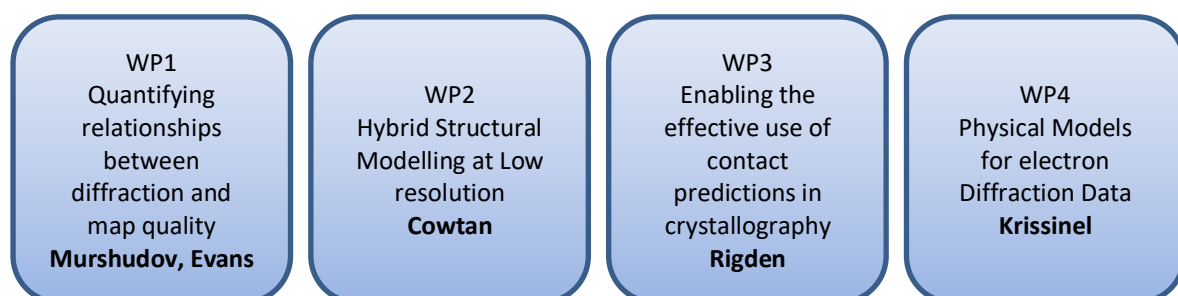 WP1
Quantifying
relationships
between
diffraction and
map quality
Murshudov, Evans
WP2
Hybrid Structural
Modelling at Low
resolution
Cowtan
WP3
Enabling the
effective use of
contact
predictions in
crystallography
Rigden
WP4
Physical Models
for electron
Diffraction Data
Krissinel